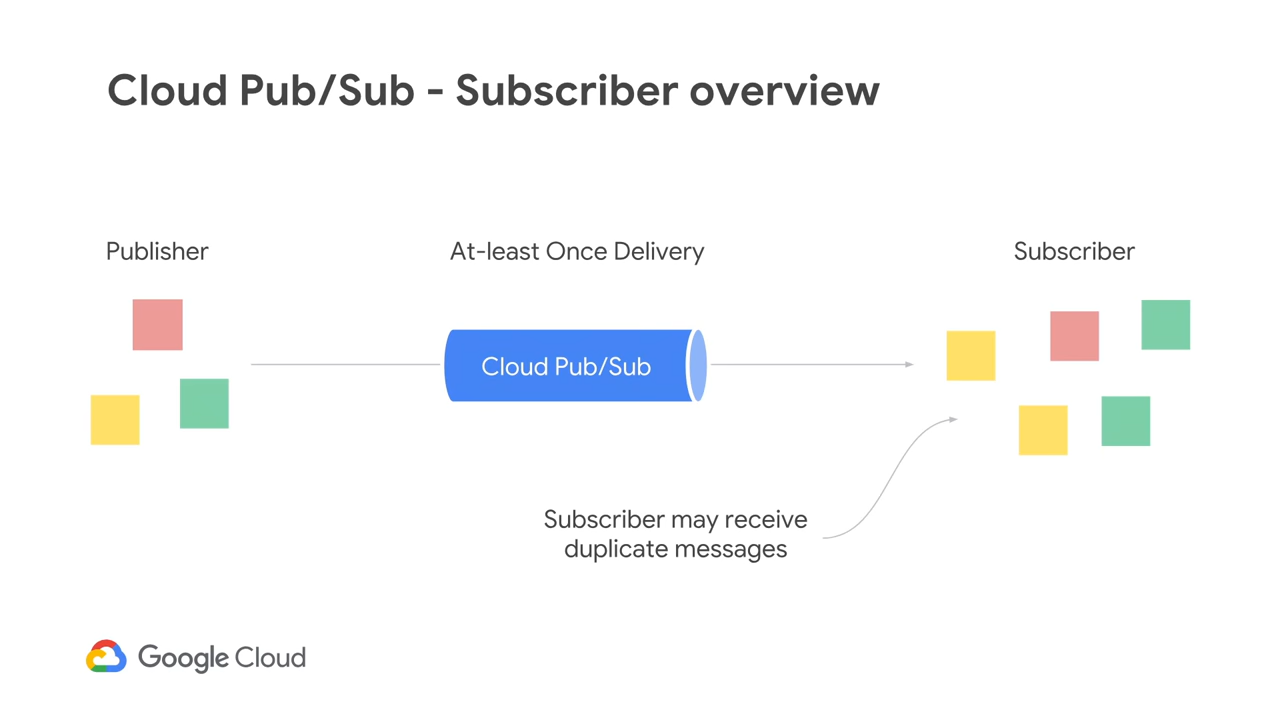 Cloud Pub/Sub - Subscriber overview
Publisher
At-least Once Delivery
Subscriber
Cloud Pub/Sub
Subscriber may receive
duplicate messages
Google Cloud